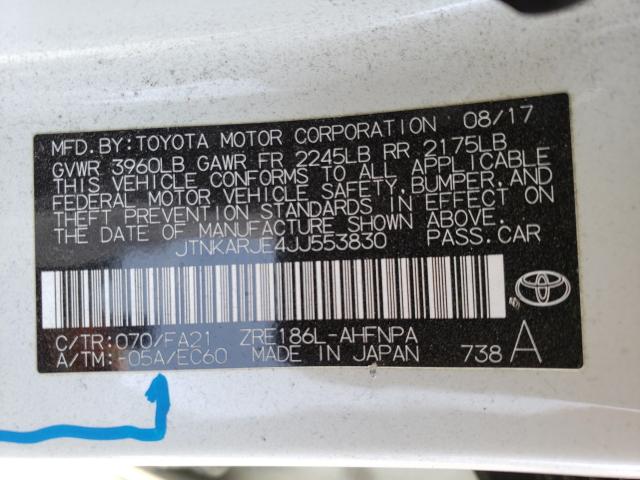 MFD.BY:TOYOTA MOTOR CORPORATION 08/17
GVWR 3960LB GAWR FR 2245LB RR 2175LB
THIS VEHICLE CONFORMS TO ALL APPLICABLE
FEDERAL MOTOR VEHICLE SAFETY,BUMPER,AND
THEFT PREVENTION STANDARDS IN EFFECT ON
THE DATE OF MANUFACTURE SHOWN ABOVE.
JTNKARJE4JJ553830 PASS.CAR
C/TR:070/FA21 ZRE186L-AHFNPA
A/TM:-05A/EC60 MADE IN JAPAN 738 A